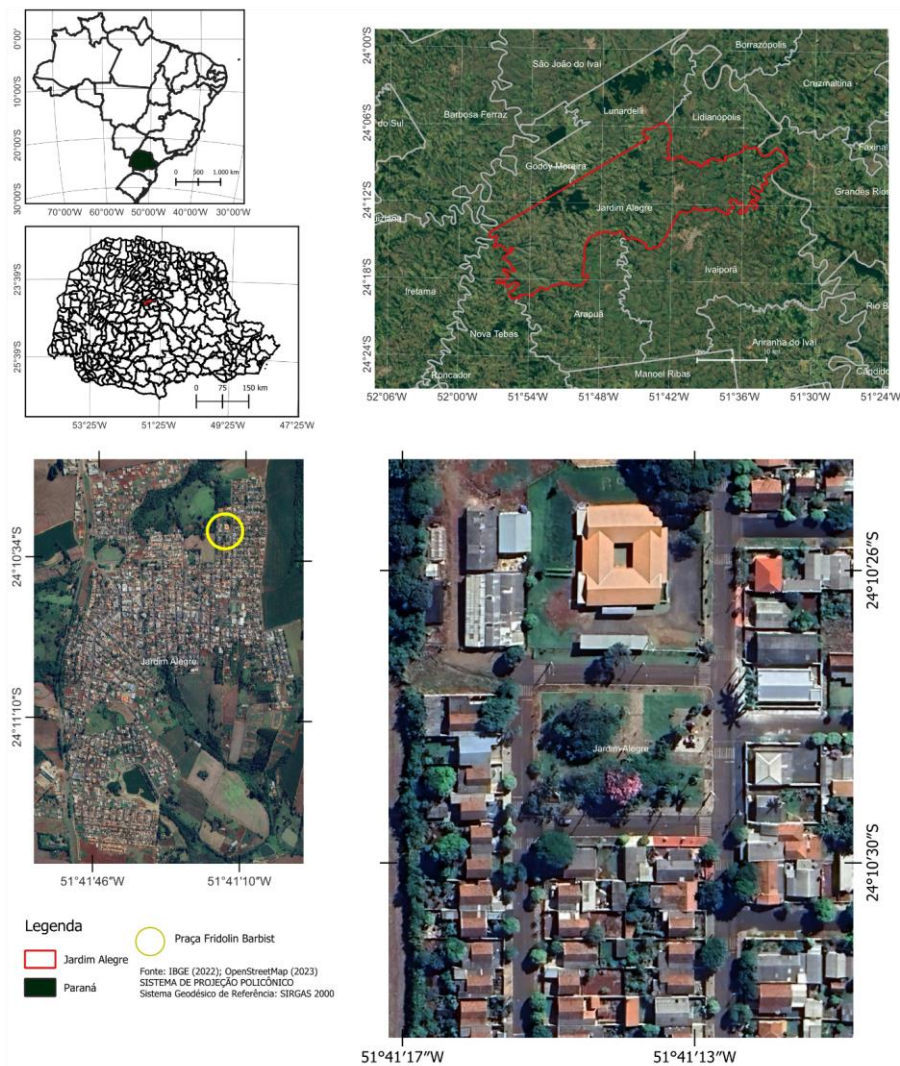 0°00'
10°00'S
20°00'S
30°00'S
0 500 1.000 km
70°00'W 60°00'W 50°00'W 40°00'W 30°00'W
23°39'S
25°39'S
0 75 150 km
53°25'W 51°25'W 49°25'W 47°25'W
24°00'S
24°06'S
24°12'S
24°18'S
24°24'S
Borrazópolis
São João do Ivaí
Cruzmaltina
Lunardelli
Barbosa Ferraz
Lidianópolis
do Sul
Faxinal
Godoy Moreira
Grandes Rios
Jardim Alegre
Ivaiporã
Iretama
Rio B
Arapuã
Nova Tebas
Ariranha do Ivaí
10 km
Roncador
Manoel Ribas
Cândido
52°06'W 52°00'W 51°54'W 51°48'W 51°42'W 51°36'W 51°30'W 51°24'W
24°10'34"S
24°11'10"S
Jardim Alegre
51°41'46"W 51°41'10"W
24°10'26"S
24°10'30"S
Jardim Alegre
51°41'17"W 51°41'13"W
Legenda
Jardim Alegre
Paraná
Praça Fridolin Barbist
Fonte: IBGE (2022); OpenStreetMap (2023)
SISTEMA DE PROJEÇÃO POLICÔNICO
Sistema Geodésico de Referência: SIRGAS 2000